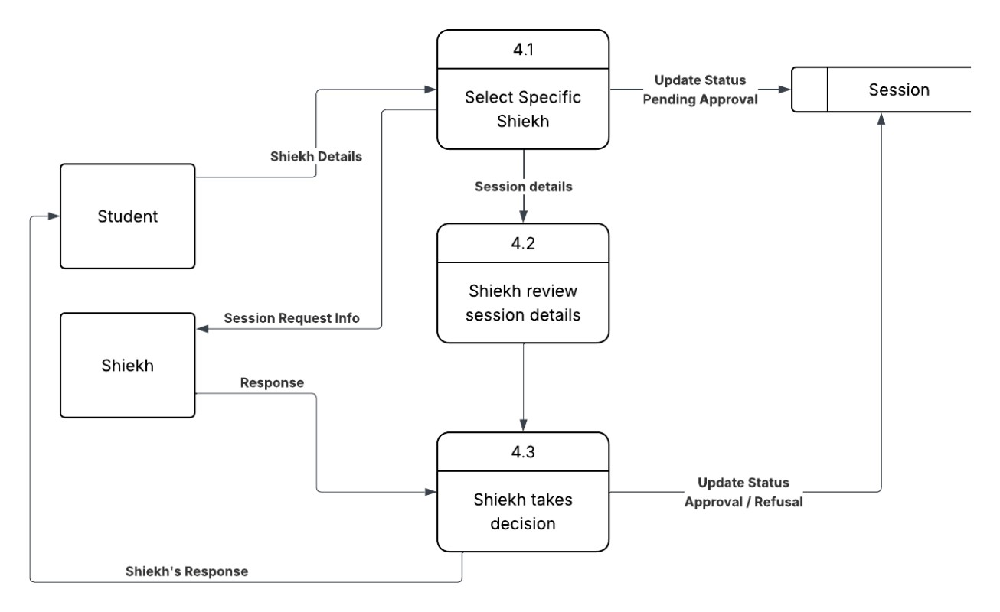 4.1
Select Specific
Shiekh
Update Status
Pending Approval
Session
Shiekh Details
Session details
Student
4.2
Shiekh review
session details
Session Request Info
Shiekh
Response
4.3
Shiekh takes
decision
Update Status
Approval / Refusal
Shiekh's Response